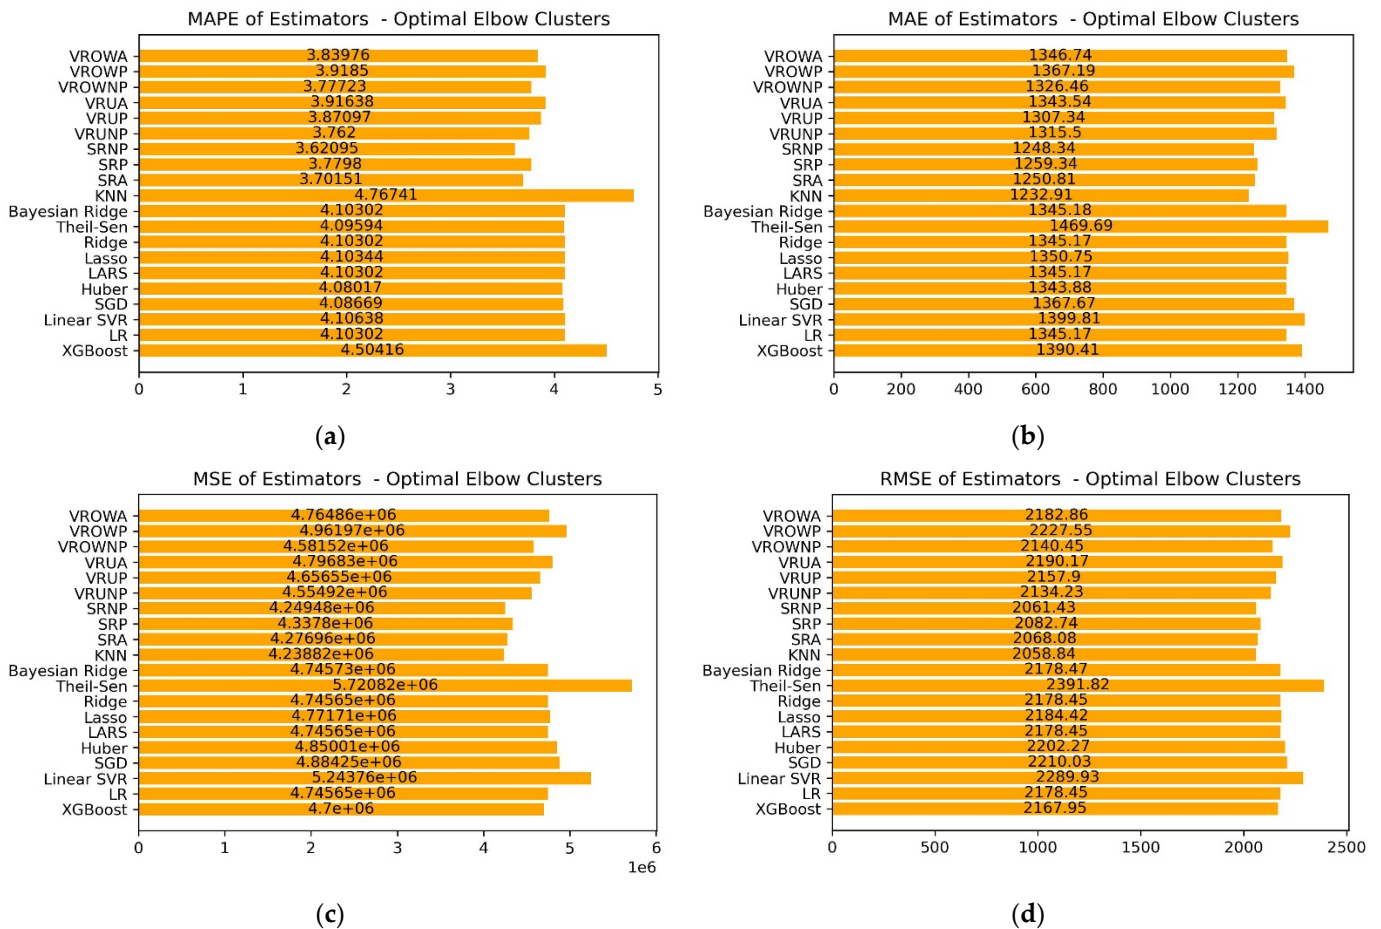 MAPE of Estimators - Optimal Elbow Clusters
VROWA 3.83976
VROWP 3.9185
VROWNP 3.77723
VRUA 3.91638
VRUP 3.87097
VRUNP 3.762
SRNP 3.62095
SRP 3.7798
SRA 3.70151
KNN 4.76741
Bayesian Ridge 4.10302
Theil-Sen 4.09594
Ridge 4.10302
Lasso 4.10344
LARS 4.10302
Huber 4.08017
SGD 4.08669
Linear SVR 4.10638
LR 4.10302
XGBoost 4.50416
0 1 2 3 4 5
(a)
MAE of Estimators - Optimal Elbow Clusters
VROWA 1346.74
VROWP 1367.19
VROWNP 1326.46
VRUA 1343.54
VRUP 1307.34
VRUNP 1315.5
SRNP 1248.34
SRP 1259.34
SRA 1250.81
KNN 1232.91
Bayesian Ridge 1345.18
Theil-Sen 1469.69
Ridge 1345.17
Lasso 1350.75
LARS 1345.17
Huber 1343.88
SGD 1367.67
Linear SVR 1399.81
LR 1345.17
XGBoost 1390.41
0 200 400 600 800 1000 1200 1400
(b)
MSE of Estimators - Optimal Elbow Clusters
VROWA 4.76486e+06
VROWP 4.96197e+06
VROWNP 4.58152e+06
VRUA 4.79683e+06
VRUP 4.65655e+06
VRUNP 4.55492e+06
SRNP 4.24948e+06
SRP 4.3378e+06
SRA 4.27696e+06
KNN 4.23882e+06
Bayesian Ridge 4.74573e+06
Theil-Sen 5.72082e+06
Ridge 4.74565e+06
Lasso 4.77171e+06
LARS 4.74565e+06
Huber 4.85001e+06
SGD 4.88425e+06
Linear SVR 5.24376e+06
LR 4.74565e+06
XGBoost 4.7e+06
0 1 2 3 4 5 6
1e6
(c)
RMSE of Estimators - Optimal Elbow Clusters
VROWA 2182.86
VROWP 2227.55
VROWNP 2140.45
VRUA 2190.17
VRUP 2157.9
VRUNP 2134.23
SRNP 2061.43
SRP 2082.74
SRA 2068.08
KNN 2058.84
Bayesian Ridge 2178.47
Theil-Sen 2391.82
Ridge 2178.45
Lasso 2184.42
LARS 2178.45
Huber 2202.27
SGD 2210.03
Linear SVR 2289.93
LR 2178.45
XGBoost 2167.95
0 500 1000 1500 2000 2500
(d)